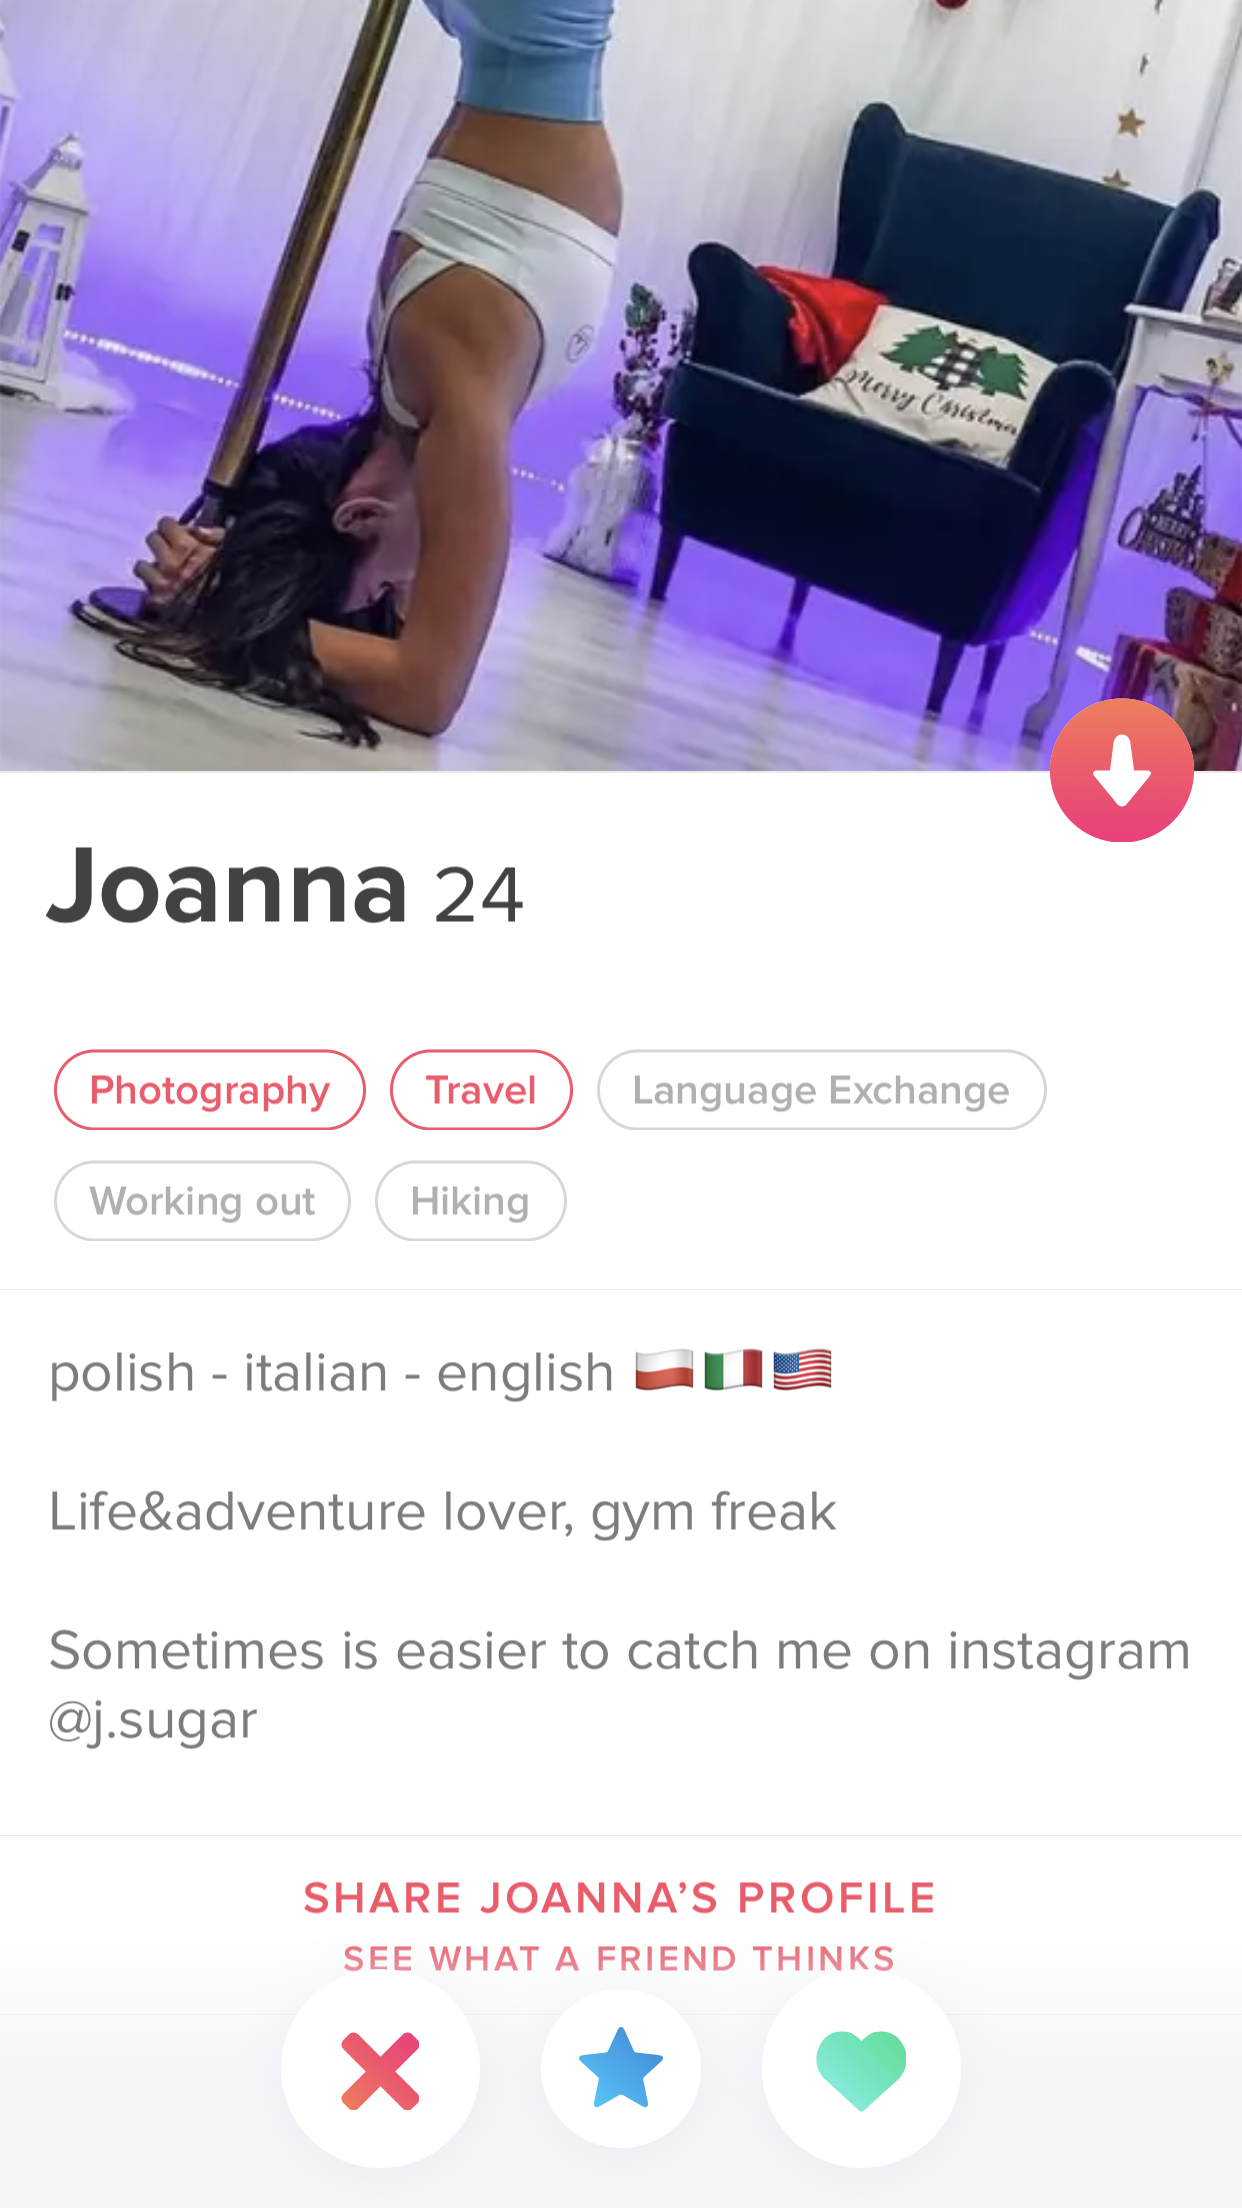 Merry Christmas
Joanna 24
Photography Travel Language Exchange
Working out Hiking
polish - italian - english 🇵🇱🇮🇹🇺🇸
Life&adventure lover, gym freak
Sometimes is easier to catch me on instagram
@j.sugar
SHARE JOANNA’S PROFILE
SEE WHAT A FRIEND THINKS